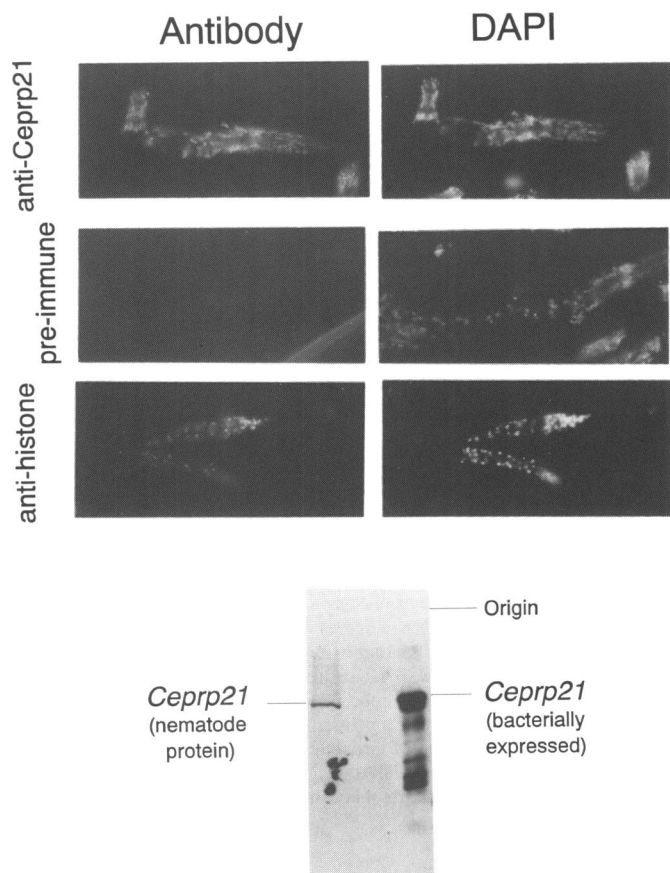 Antibody DAPI
anti-Ceprp21
pre-immune
anti-histone
Origin
Ceprp21
(nematode
protein)
Ceprp21
(bacterially
expressed)